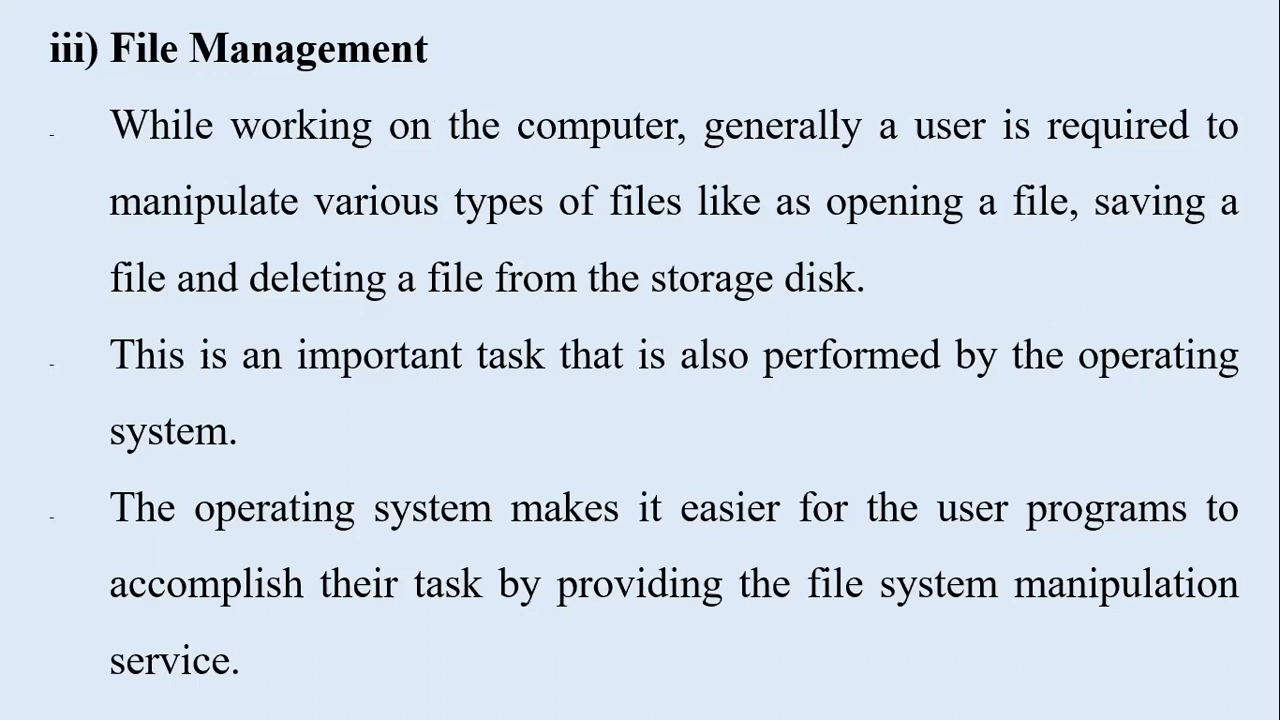 iii) File Management
- While working on the computer, generally a user is required to
manipulate various types of files like as opening a file, saving a
file and deleting a file from the storage disk.
- This is an important task that is also performed by the operating
system.
- The operating system makes it easier for the user programs to
accomplish their task by providing the file system manipulation
service.